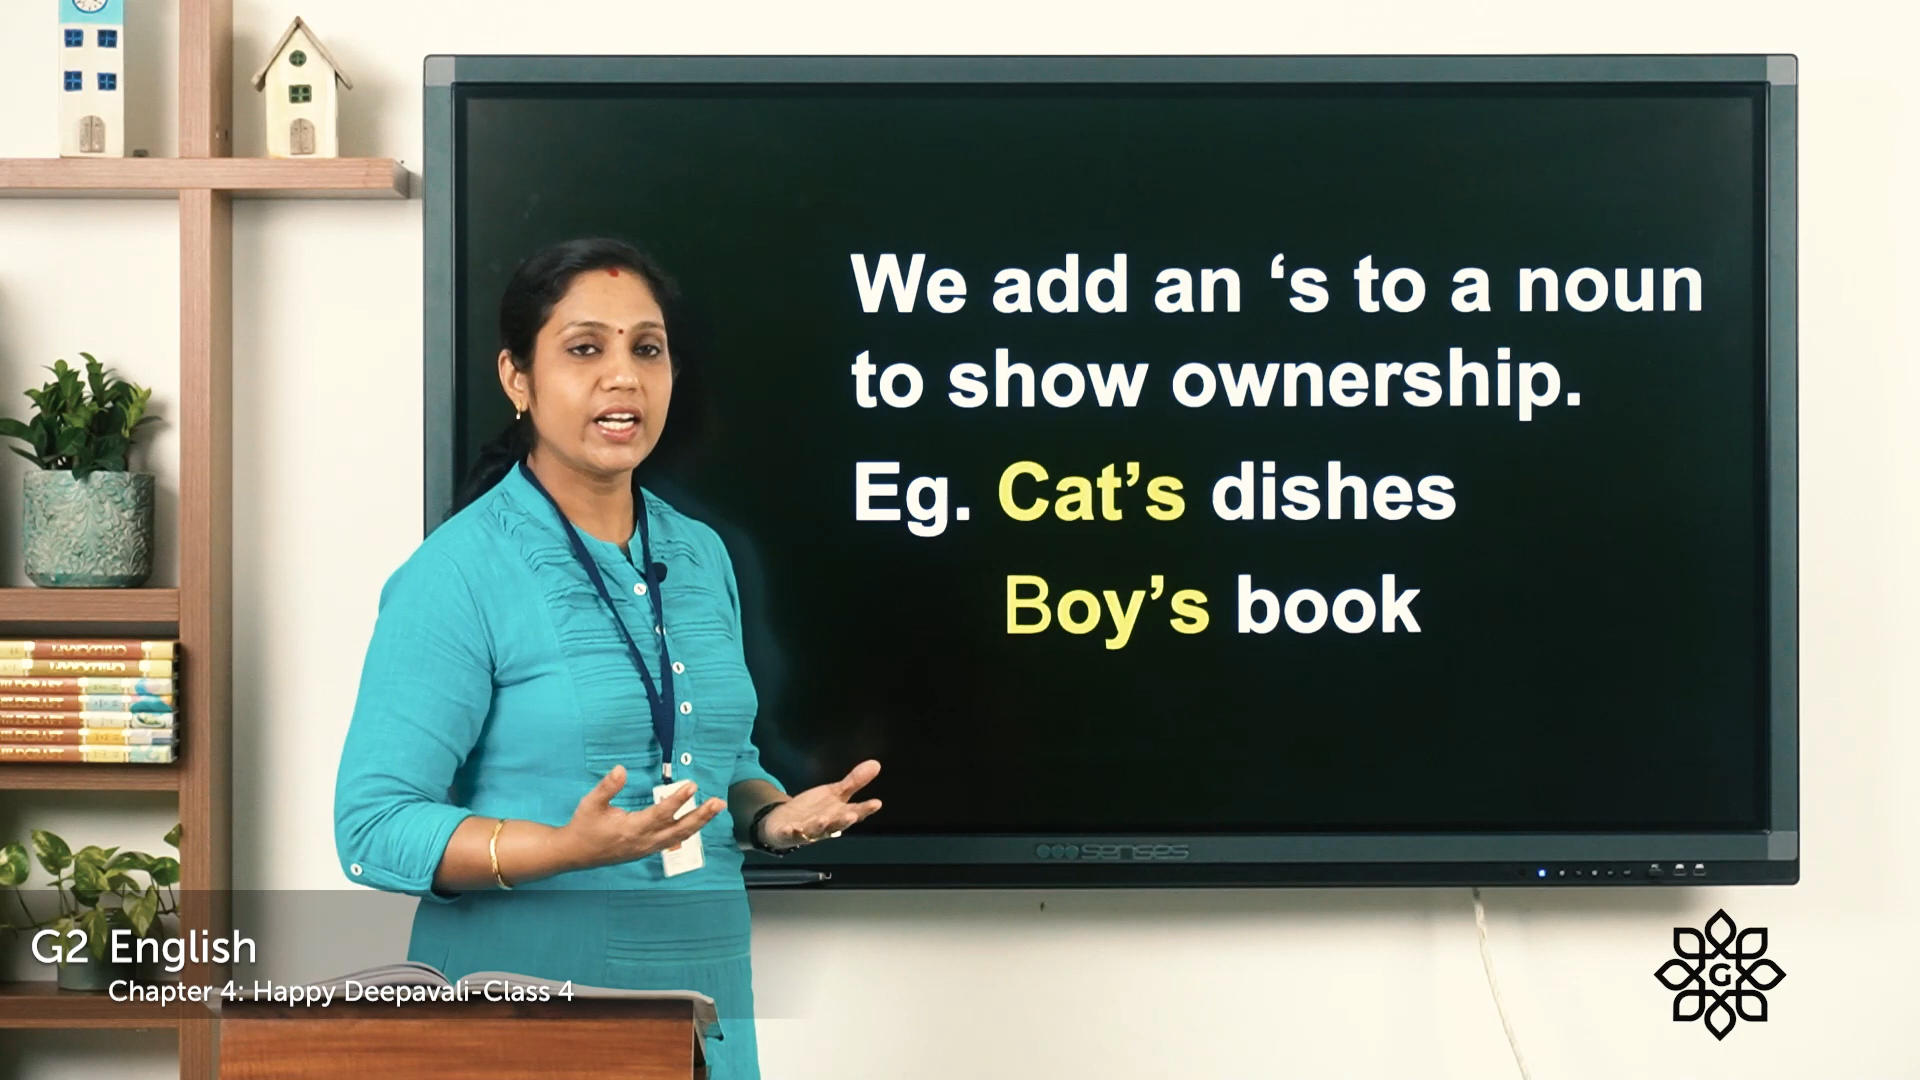 We add an ‘s to a noun
to show ownership.
Eg. Cat’s dishes
Boy’s book
senses
G2 English
Chapter 4: Happy Deepavali-Class 4
G